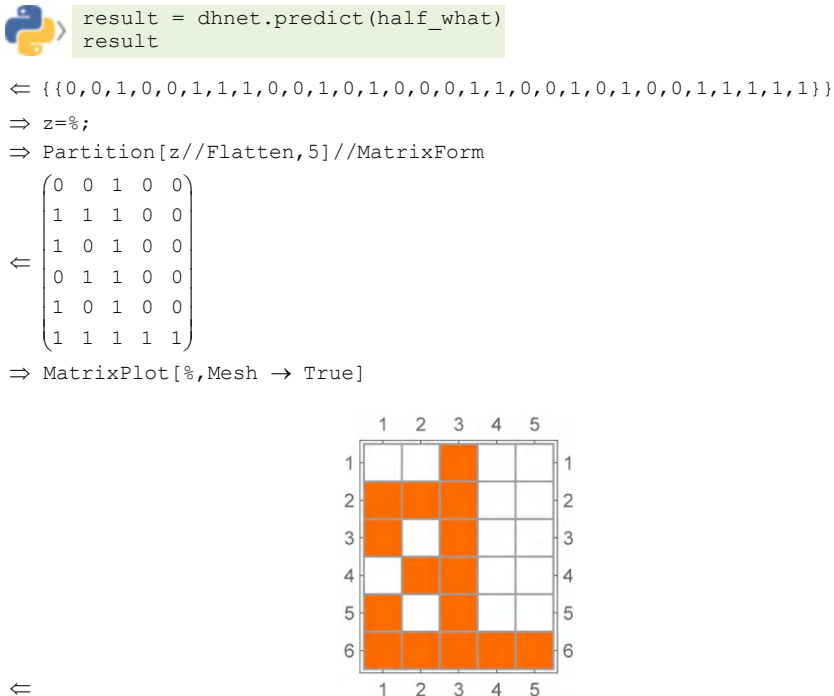 result = dhnet.predict(half_what)
result
⇐ {{0,0,1,0,0,1,1,1,0,0,1,0,1,0,0,0,1,1,0,0,1,0,1,0,0,1,1,1,1,1}}
⇒ z=%;
⇒ Partition[z//Flatten,5]//MatrixForm
0 0 1 0 0
1 1 1 0 0
1 0 1 0 0
⇐
0 1 1 0 0
1 0 1 0 0
1 1 1 1 1
⇒ MatrixPlot[%,Mesh → True]
1 2 3 4 5
1 1
2 2
3 3
4 4
5 5
6 6
⇐ 1 2 3 4 5